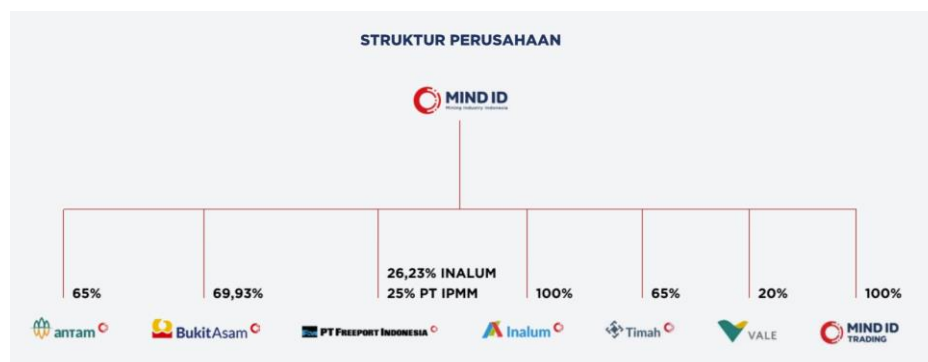 STRUKTUR PERUSAHAAN
MIND ID
Mining Industry Indonesia
26,23% INALUM
65% 69,93% 25% PT IPMM 100% 65% 20% 100%
antam BukitAsam PT FREEPORT INDONESIA Inalum Timah VALE MIND ID
TRADING